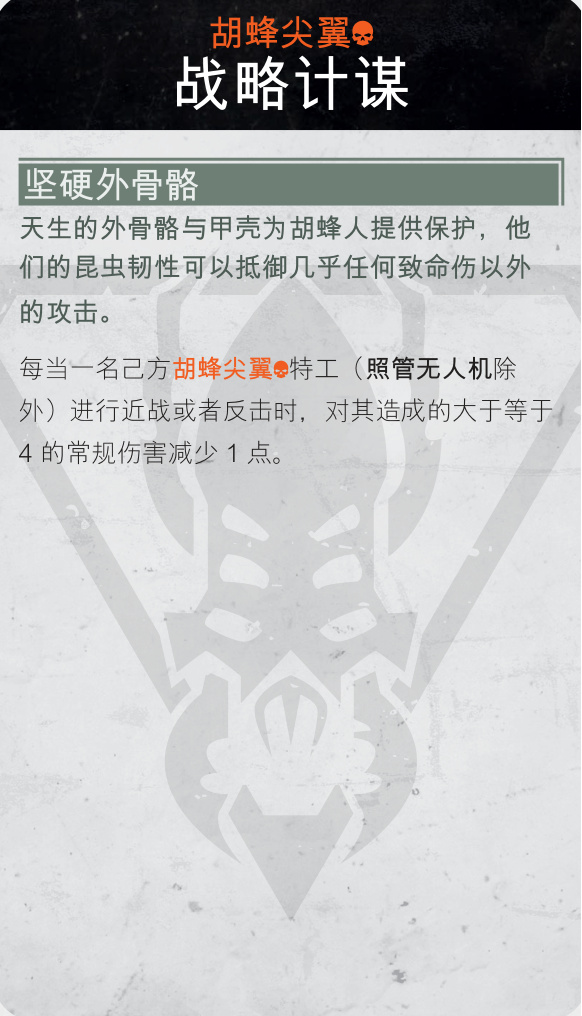 胡蜂尖翼
战略计谋
坚硬外骨骼
天生的外骨骼与甲壳为胡蜂人提供保护，他
们的昆虫韧性可以抵御几乎任何致命伤以外
的攻击。
每当一名己方胡蜂尖翼特工（照管无人机除
外）进行近战或者反击时，对其造成的大于等于
4 的常规伤害减少 1 点。